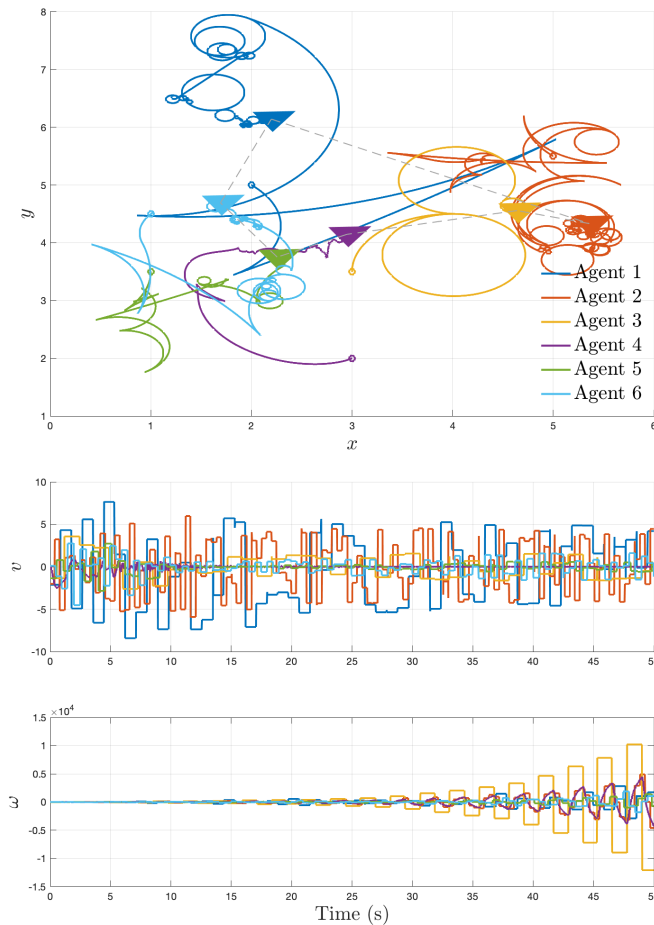 8
7
6
5
4
3
2
1
y
0 1 2 3 4 5 6
x
Agent 1
Agent 2
Agent 3
Agent 4
Agent 5
Agent 6
10
5
0
-5
-10
v
0 5 10 15 20 25 30 35 40 45 5
×10⁴
1.5
1
0.5
0
-0.5
-1
-1.5
ω
0 5 10 15 20 25 30 35 40 45 5
Time (s)